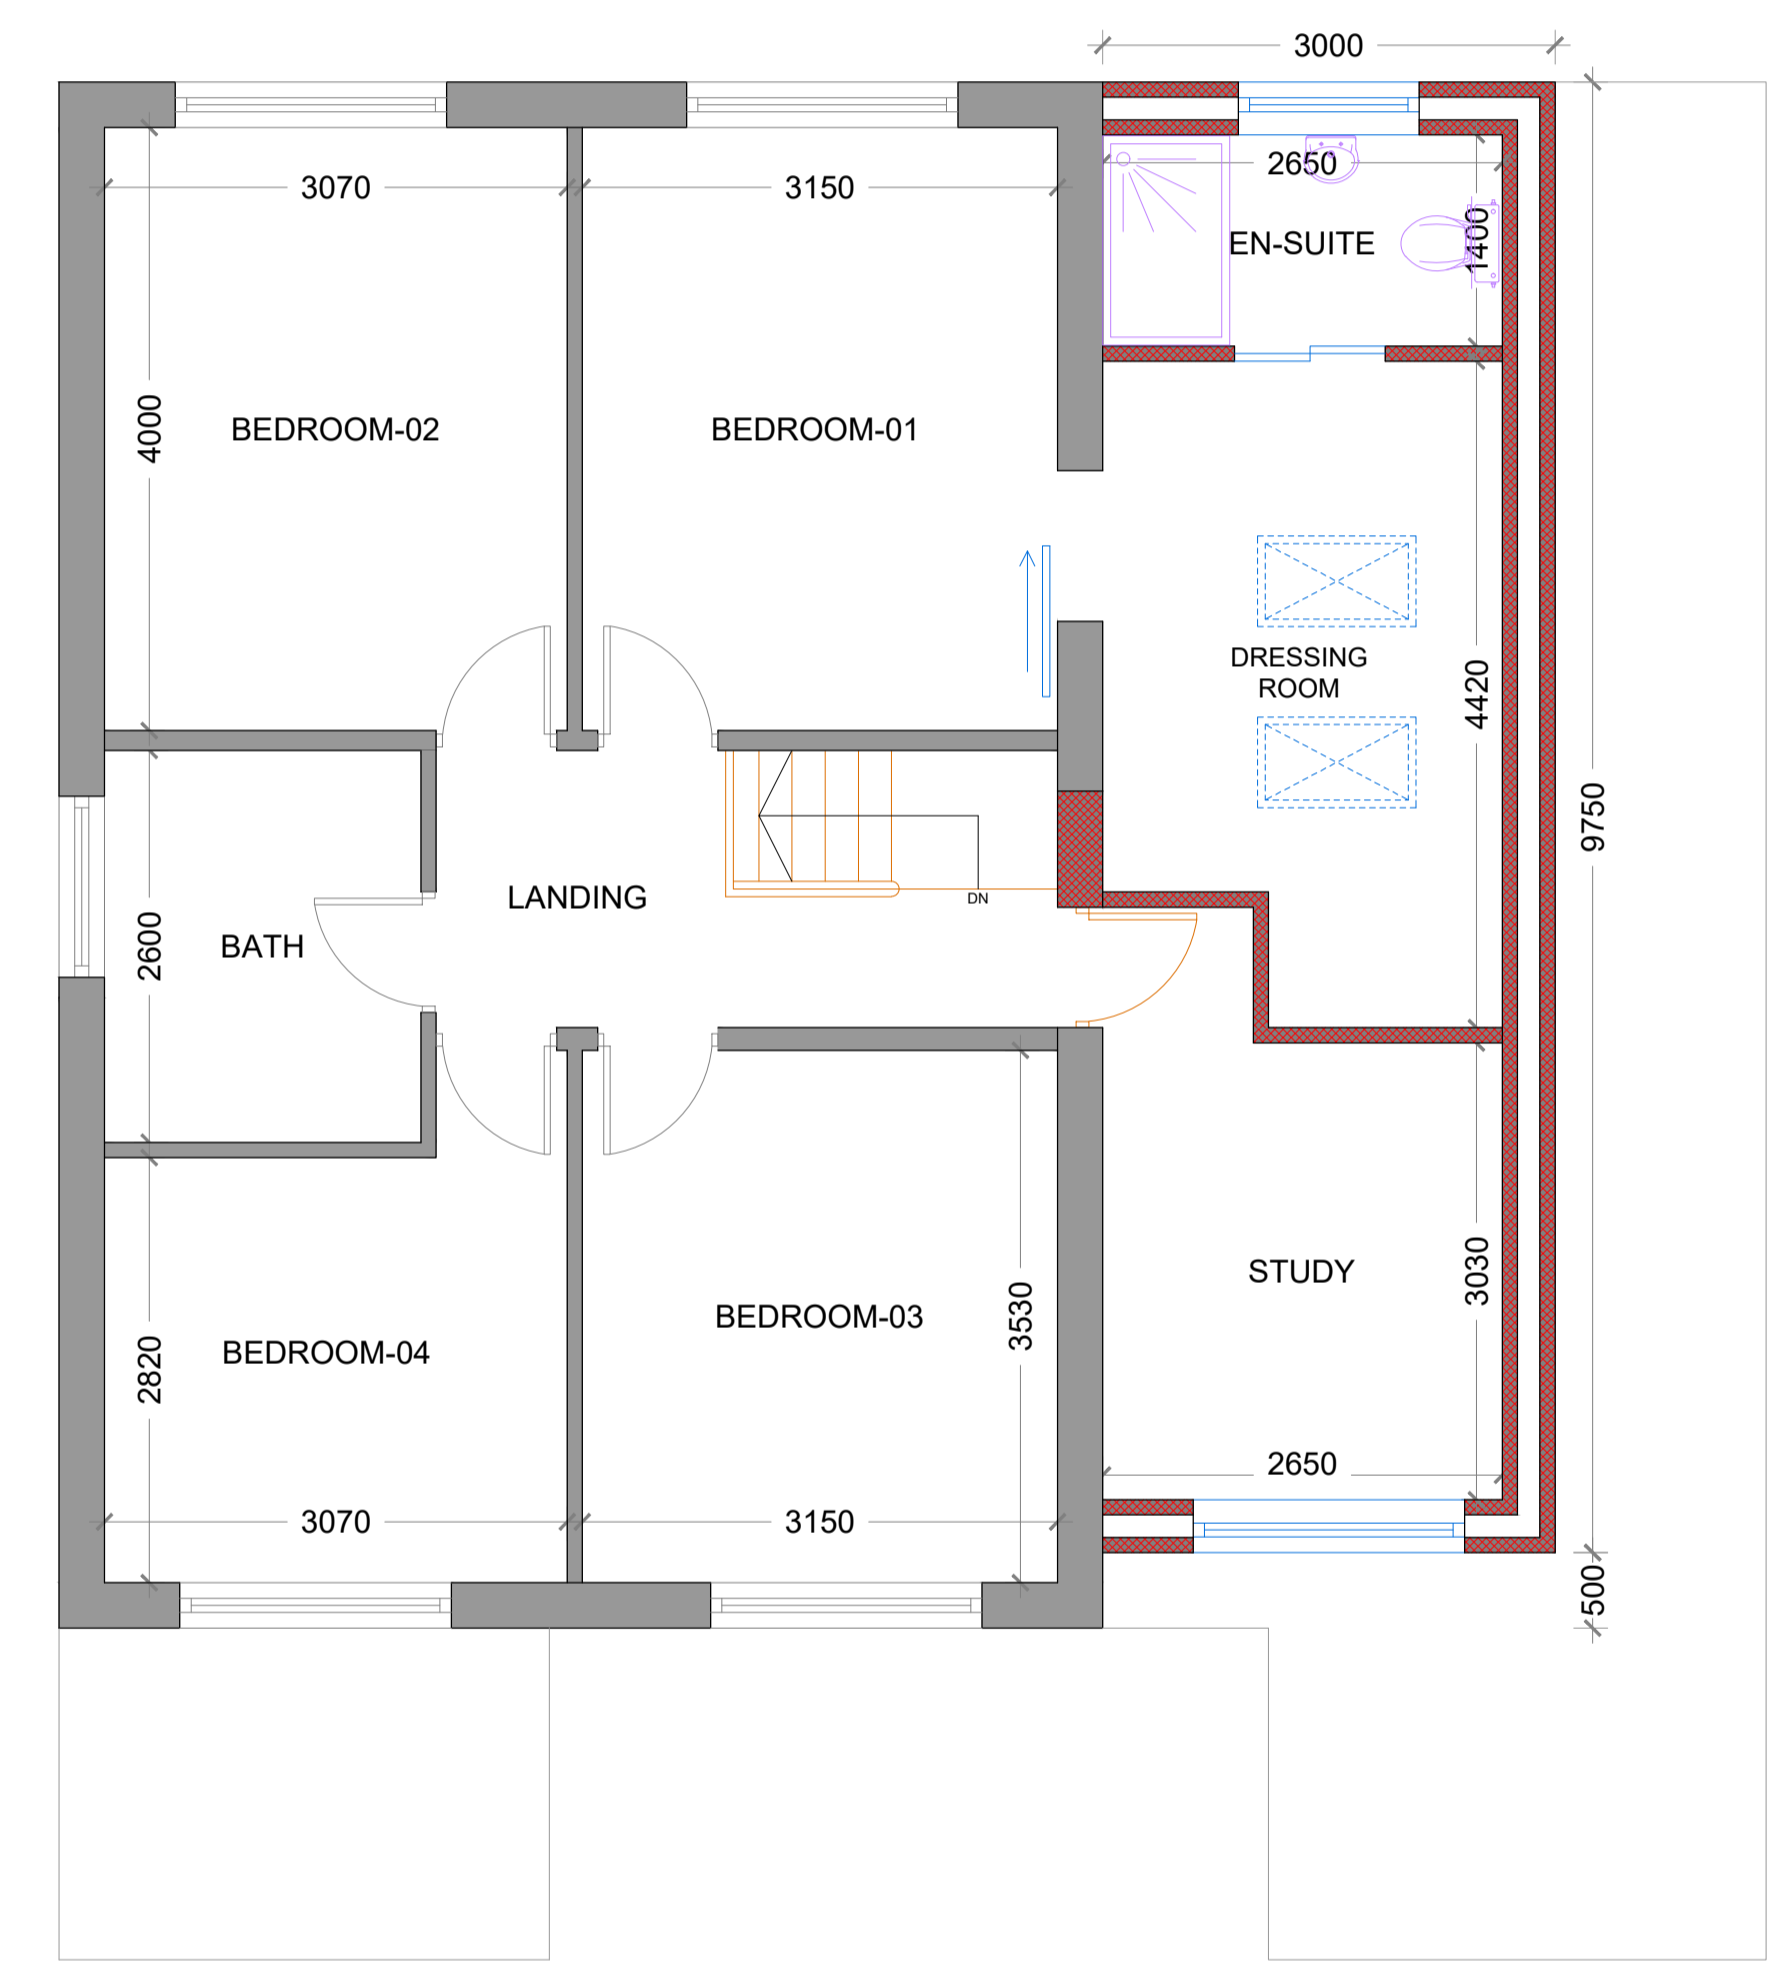 3000
3070
3150
2650
EN-SUITE
1400
4000
BEDROOM-02
BEDROOM-01
DRESSING
ROOM
4420
9750
LANDING
DN
BATH
2600
STUDY
3030
BEDROOM-03
3530
BEDROOM-04
2820
2650
3070
3150
500